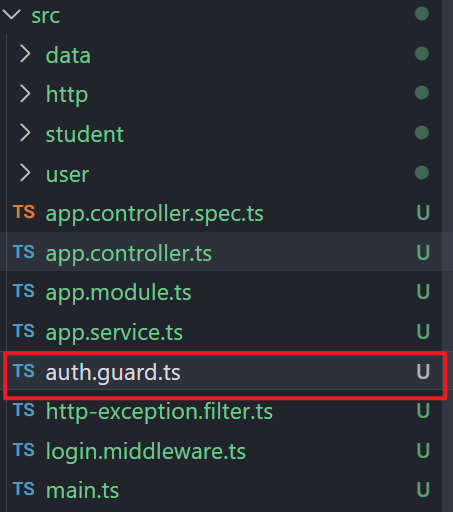 src
data
http
student
user
TS app.controller.spec.ts U
TS app.controller.ts U
TS app.module.ts U
TS app.service.ts U
TS auth.guard.ts U
TS http-exception.filter.ts U
TS login.middleware.ts U
TS main.ts U